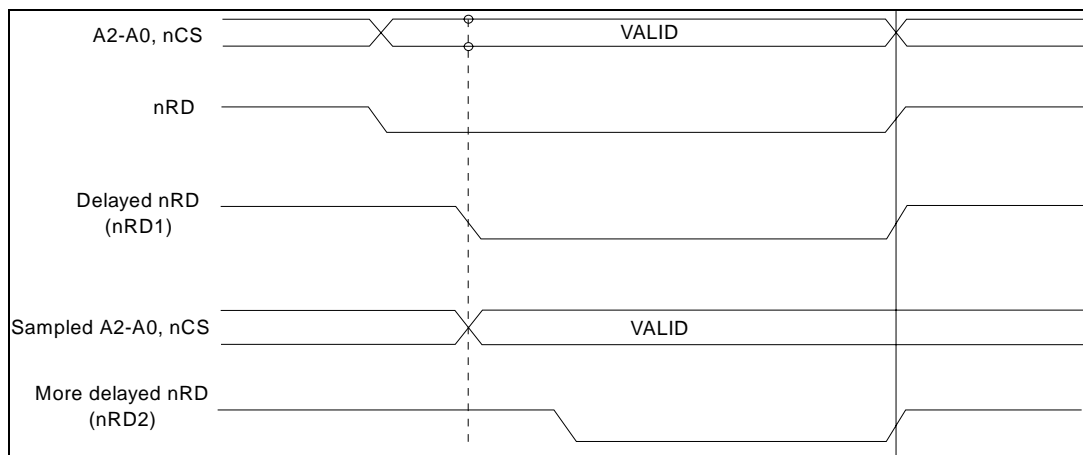 A2-A0, nCS
VALID
nRD
Delayed nRD
(nRD1)
Sampled A2-A0, nCS
VALID
More delayed nRD
(nRD2)